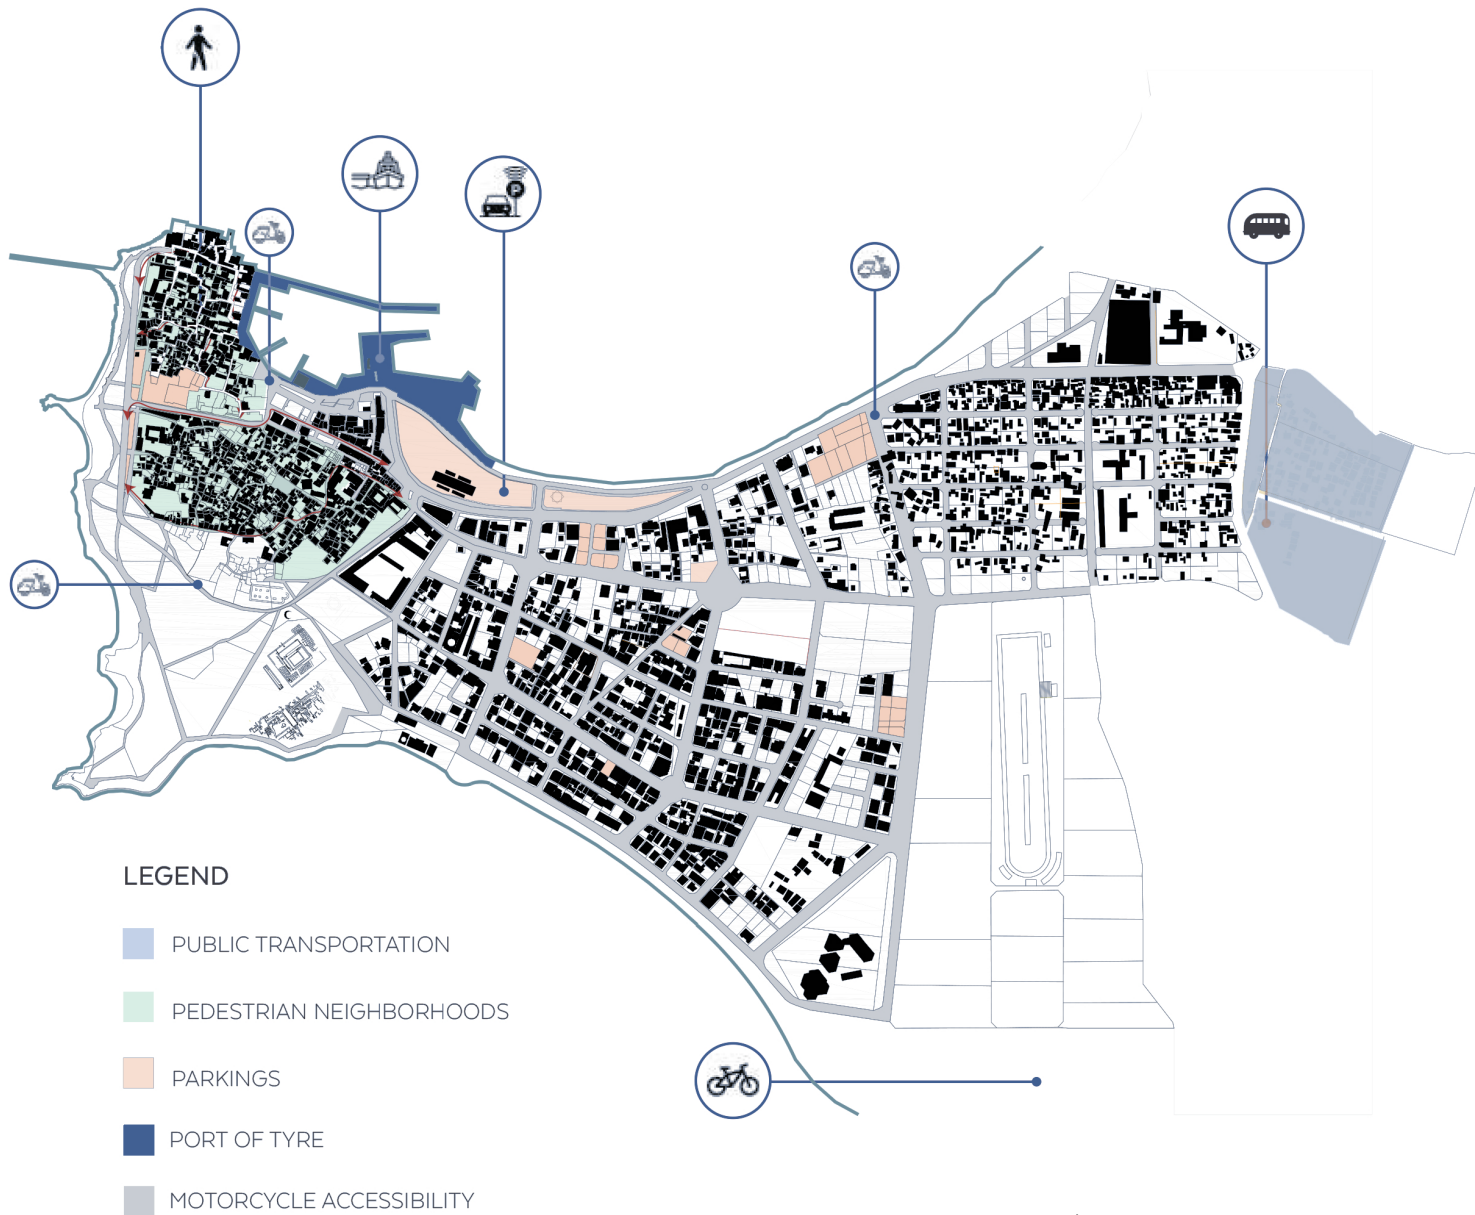 P
LEGEND
PUBLIC TRANSPORTATION
PEDESTRIAN NEIGHBORHOODS
PARKINGS
PORT OF TYRE
MOTORCYCLE ACCESSIBILITY